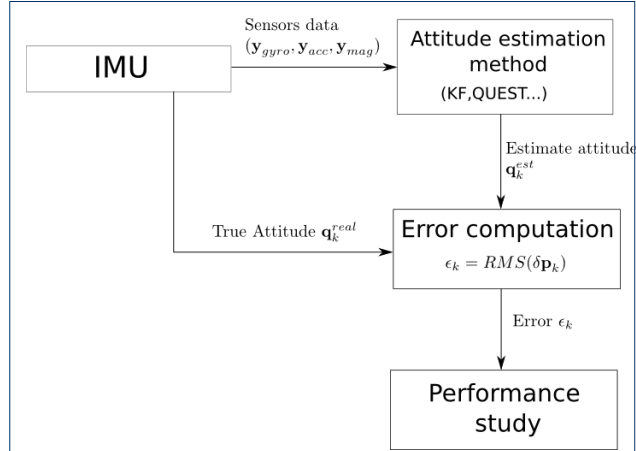 Sensors data
(y_gyro, y_acc, y_mag)
IMU
Attitude estimation
method
(KF,QUEST...)
Estimate attitude
q_k^est
True Attitude q_k^real
Error computation
ϵ_k = RMS(δp_k)
Error ϵ_k
Performance
study